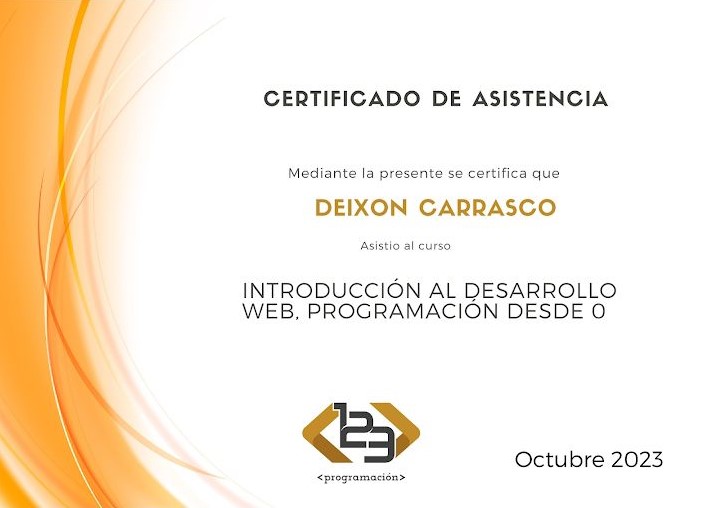 CERTIFICADO DE ASISTENCIA
Mediante la presente se certifica que
DEIXON CARRASCO
Asistio al curso
INTRODUCCIÓN AL DESARROLLO
WEB, PROGRAMACIÓN DESDE 0
123
<programación>
Octubre 2023